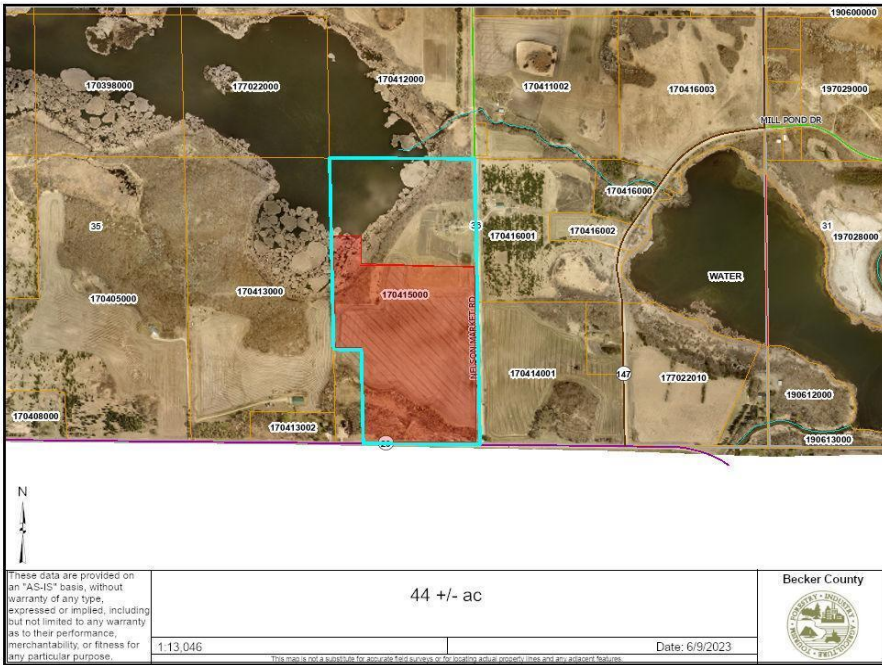 190600000
170398000
177022000
170412000
170411002
170416003
197029000
MILL POND DR
170416000
35
36
170416001
170416002
31
197028000
WATER
170405000
170413000
170415000
NELSON MARKET RD
170414001
147
177022010
190612000
170408000
170413002
190613000
N
These data are provided on
an "AS-IS" basis, without
warranty of any type,
expressed or implied, including
but not limited to any warranty
as to their performance,
merchantability, or fitness for
any particular purpose.
44 +/- ac
1:13,046
Date: 6/9/2023
This map is not a substitute for accurate field surveys or for locating actual property lines and any adjacent features.
Becker County
FORESTRY • INDUSTRY
AGRICULTURE
TOURISM